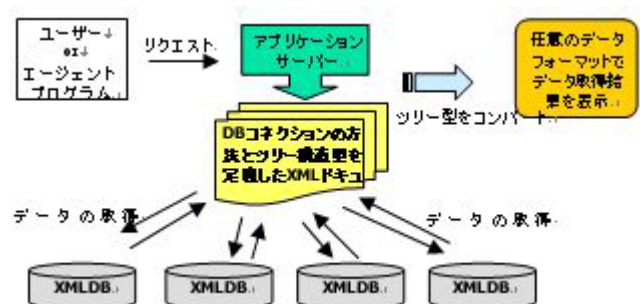 ユーザー
or
エージェント
プログラム
リクエスト
アプリケーション
サーバー
任意のデータ
フォーマットで
データ取得結
果を表示
ツリー型をコンバート
DBコネクションの方
法とツリー構造型を
定義したXMLドキュ
データの取得
データの取得
XMLDB
XMLDB
XMLDB
XMLDB